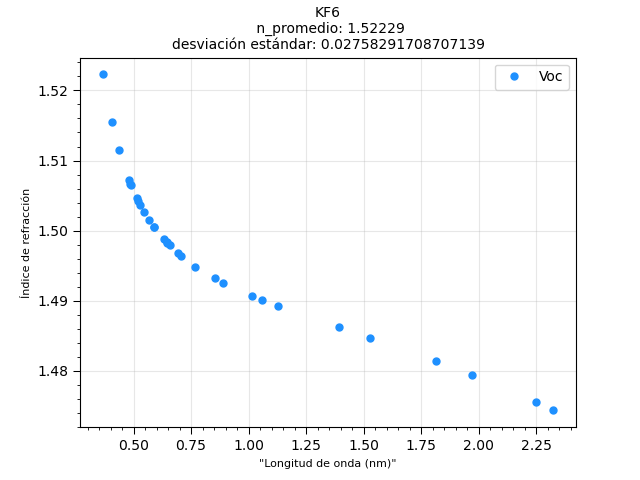 KF6
n_promedio: 1.52229
desviación estándar: 0.02758291708707139
Voc
1.52
1.51
1.50
1.49
1.48
Índice de refracción
0.50 0.75 1.00 1.25 1.50 1.75 2.00 2.25
"Longitud de onda (nm)"